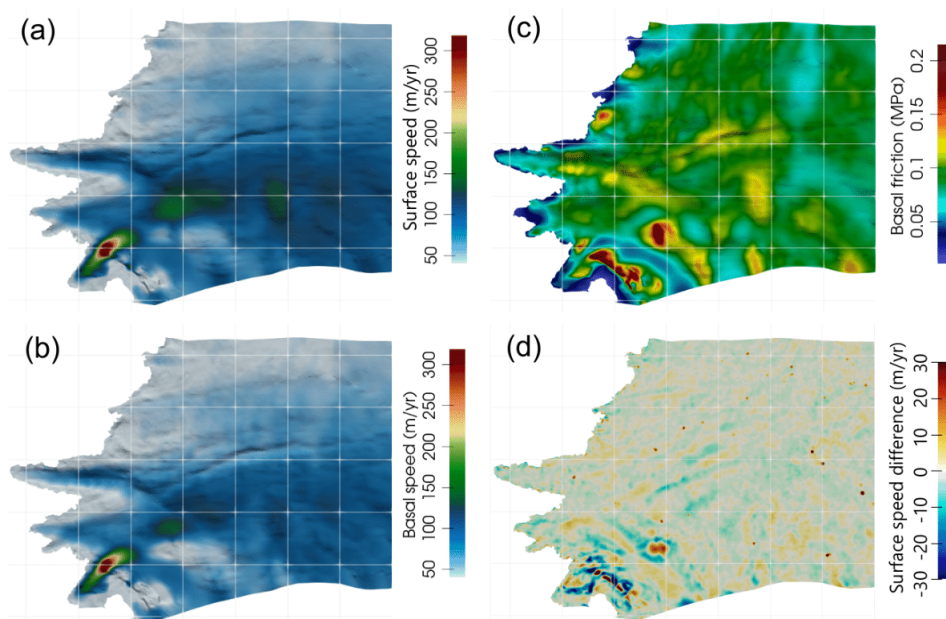 (a)
300
250
200
150
100
50
Surface speed (m/yr)
(c)
0.2
0.15
0.1
0.05
Basal friction (MPa)
(b)
300
250
200
150
100
50
Basal speed (m/yr)
(d)
30
20
10
0
-10
-20
-30
Surface speed difference (m/yr)